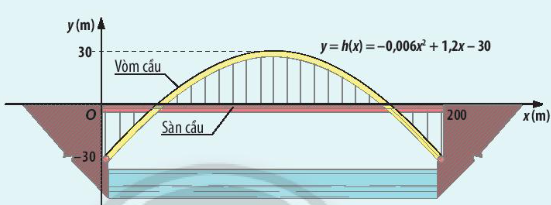 y (m)
30
y = h(x) = −0,006x² + 1,2x − 30
Vòm cầu
O
Sàn cầu
200
x (m)
−30